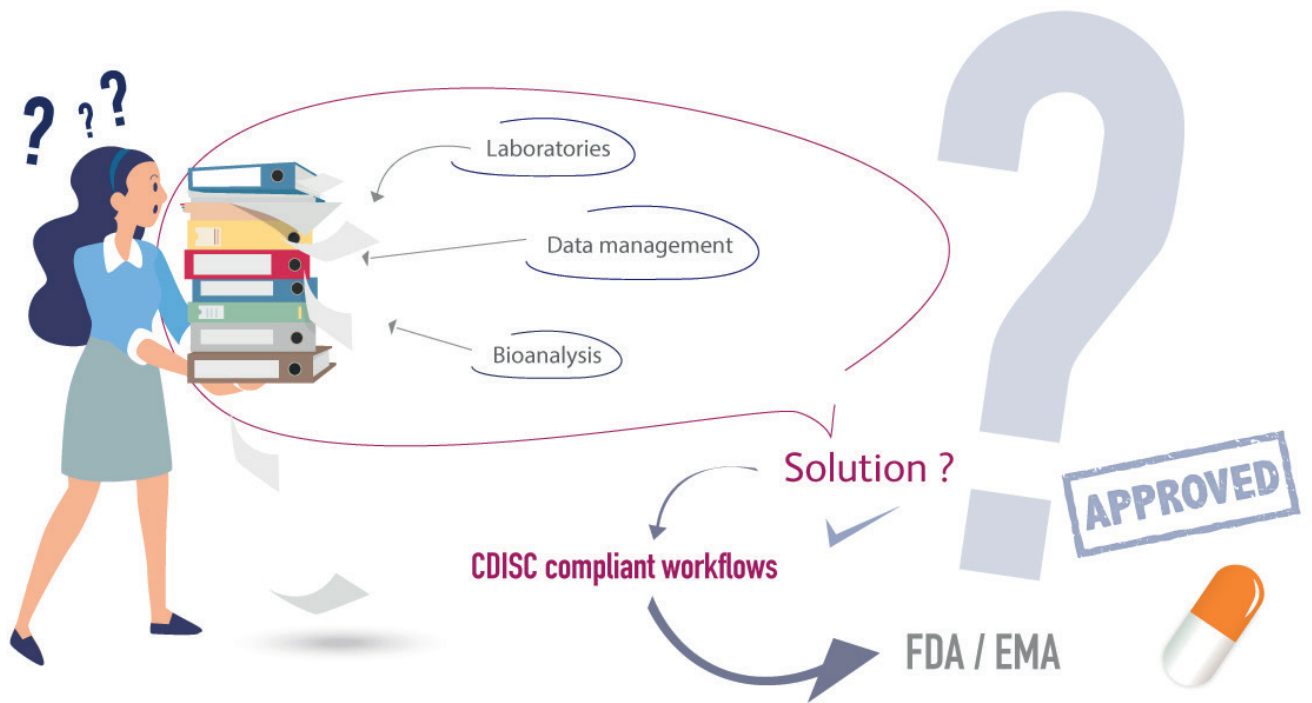 ? ? ?
Laboratories
Data management
Bioanalysis
?
Solution ?
APPROVED
CDISC compliant workflows
FDA / EMA